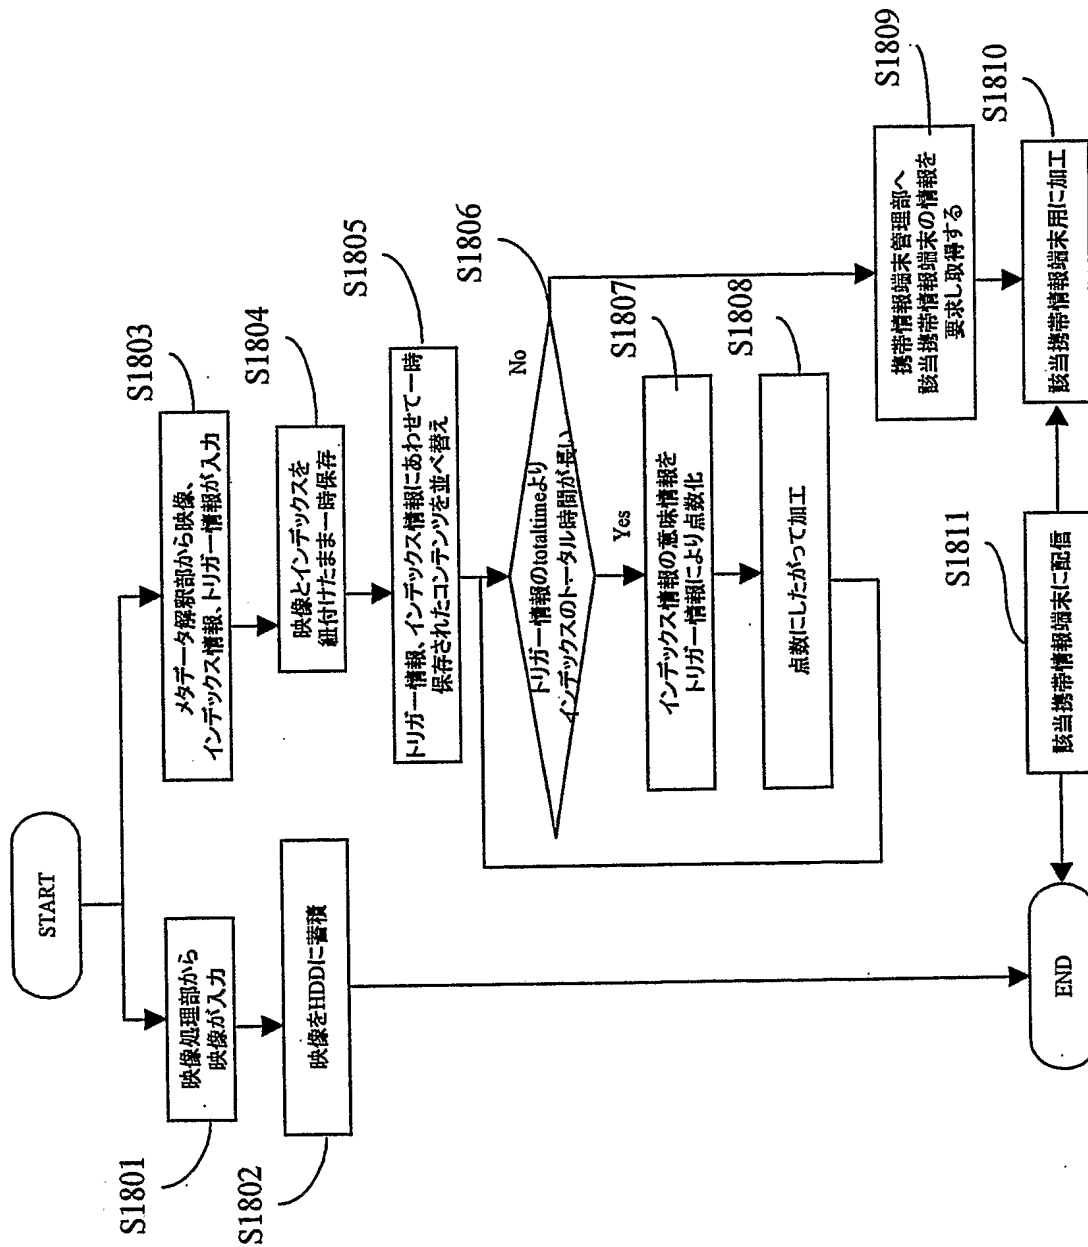 START
S1801
映像処理部から
映像が入力
S1802
映像をHDDに蓄積
S1803
メタデータ解釈部から映像、
インデックス情報、トリガー情報が入力
S1804
映像とインデックスを
紐付けたまま一時保存
S1805
トリガー情報、インデックス情報にあわせて一時
保存されたコンテンツを並べ替え
S1806
トリガー情報のtotaltimeより
インデックスのトータル時間が長い
No
Yes
S1807
インデックス情報の意味情報を
トリガー情報により点数化
S1808
点数にしたがって加工
S1809
携帯情報端末管理部へ
該当携帯情報端末の情報を
要求し取得する
S1810
該当携帯情報端末用に加工
S1811
該当携帯情報端末に配信
END